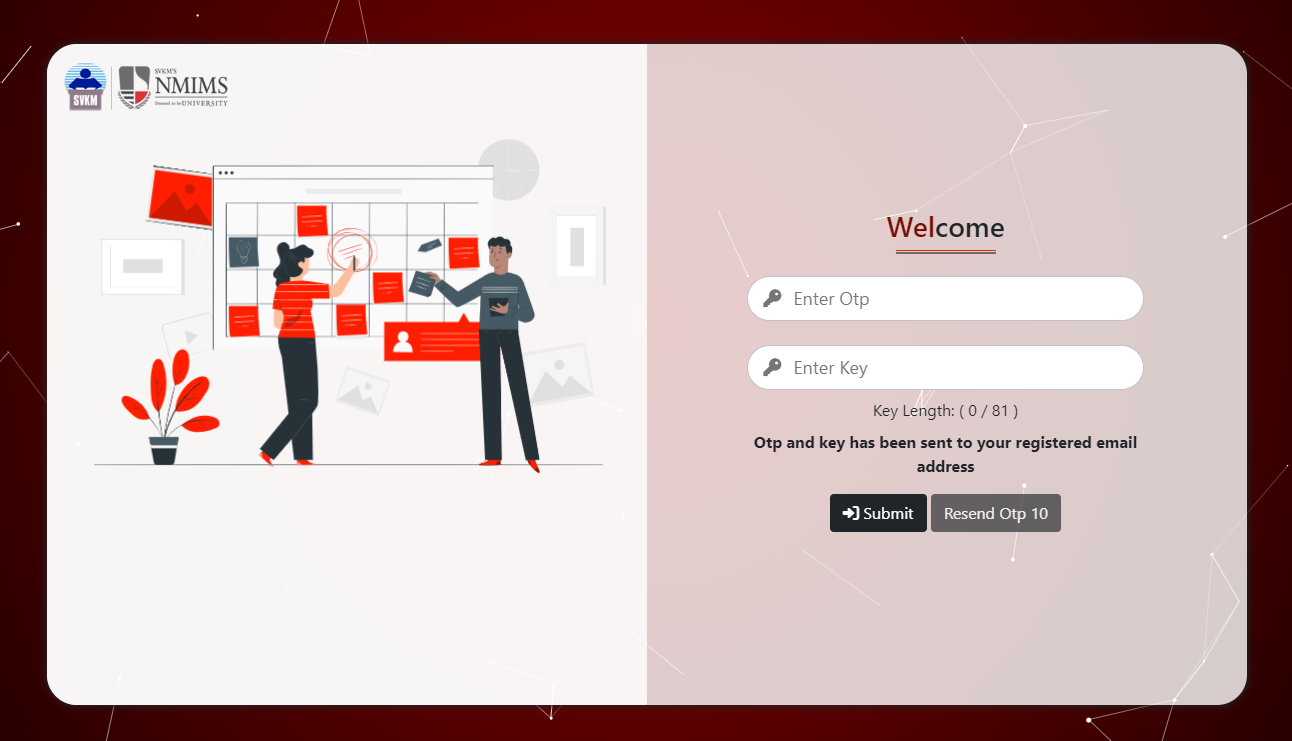 SVKM
SVKM'S
NMIMS
Deemed to be UNIVERSITY
Welcome
Enter Otp
Enter Key
Key Length: ( 0 / 81 )
Otp and key has been sent to your registered email
address
Submit
Resend Otp 10